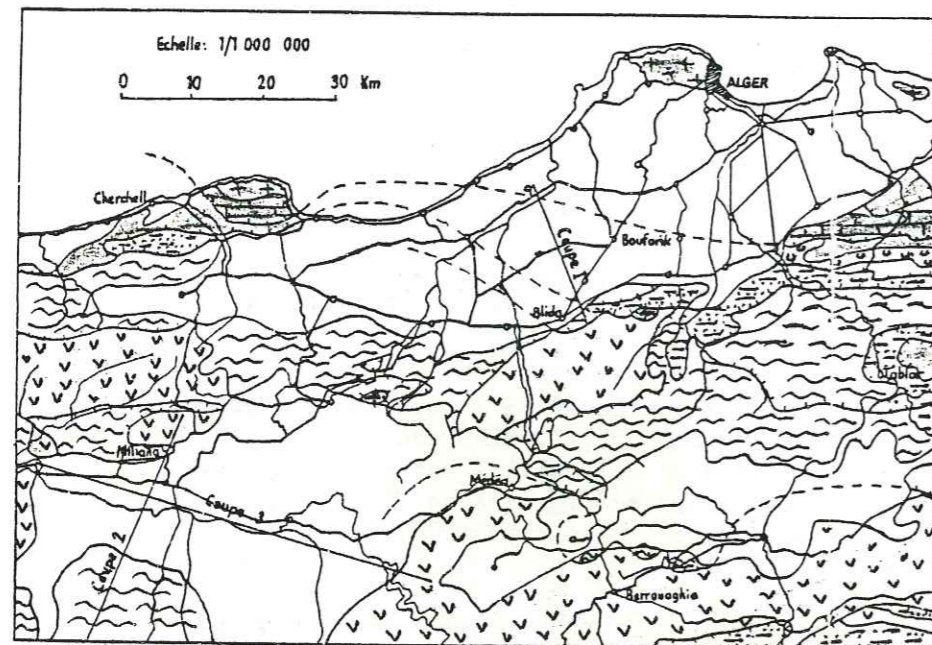 Echelle: 1/1 000 000
0 10 20 30 Km
ALGER
Cherchell
Coupe 1
Boufarik
Blida
Tablat
Miliana
Médéa
Coupe 3
Coupe 2
Berrouaghia